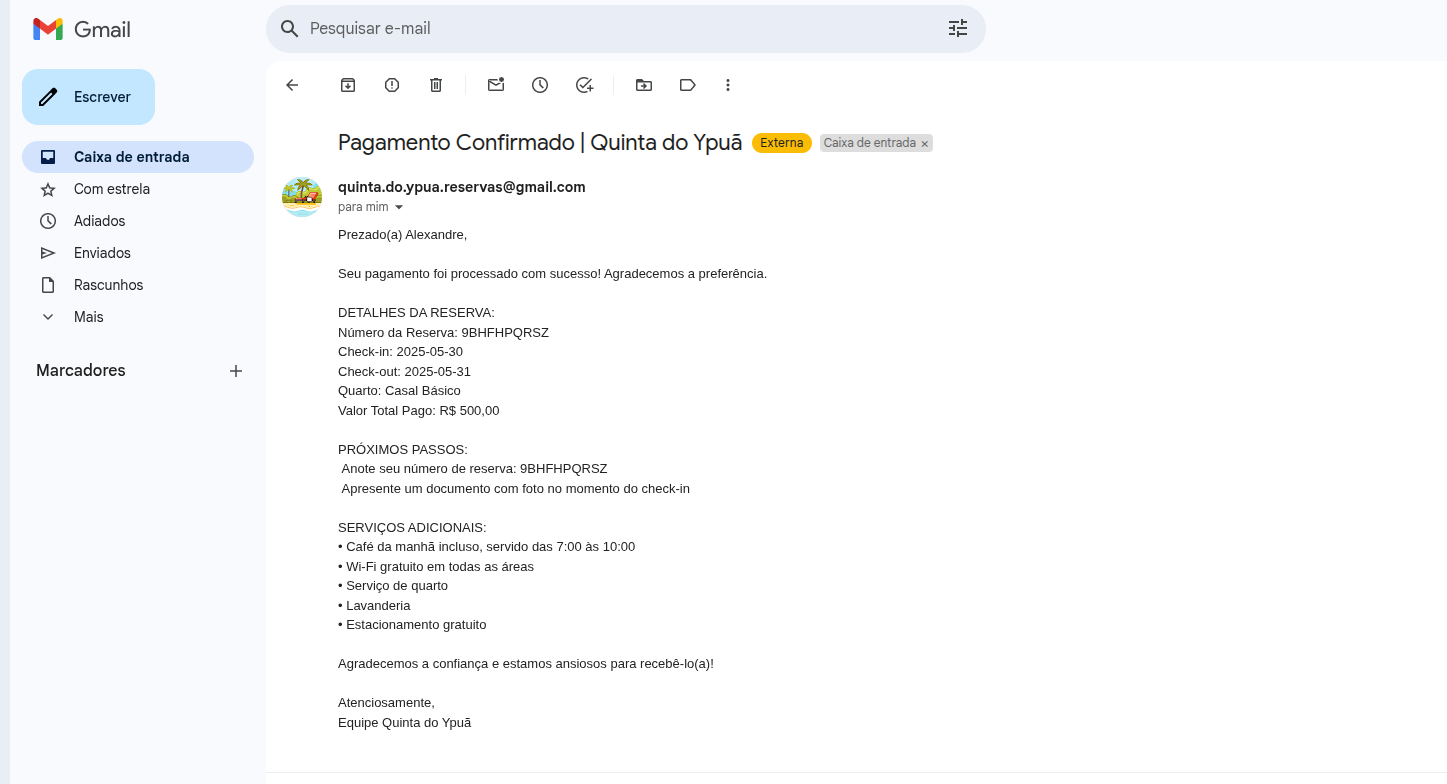 Gmail
Pesquisar e-mail
Escrever
Caixa de entrada
Com estrela
Adiados
Enviados
Rascunhos
Mais
Marcadores
Pagamento Confirmado | Quinta do Ypuã Externa Caixa de entrada ×
quinta.do.ypua.reservas@gmail.com
para mim
Prezado(a) Alexandre,
Seu pagamento foi processado com sucesso! Agradecemos a preferência.
DETALHES DA RESERVA:
Número da Reserva: 9BHFHPQRSZ
Check-in: 2025-05-30
Check-out: 2025-05-31
Quarto: Casal Básico
Valor Total Pago: R$ 500,00
PRÓXIMOS PASSOS:
Anote seu número de reserva: 9BHFHPQRSZ
Apresente um documento com foto no momento do check-in
SERVIÇOS ADICIONAIS:
• Café da manhã incluso, servido das 7:00 às 10:00
• Wi-Fi gratuito em todas as áreas
• Serviço de quarto
• Lavanderia
• Estacionamento gratuito
Agradecemos a confiança e estamos ansiosos para recebê-lo(a)!
Atenciosamente,
Equipe Quinta do Ypuã